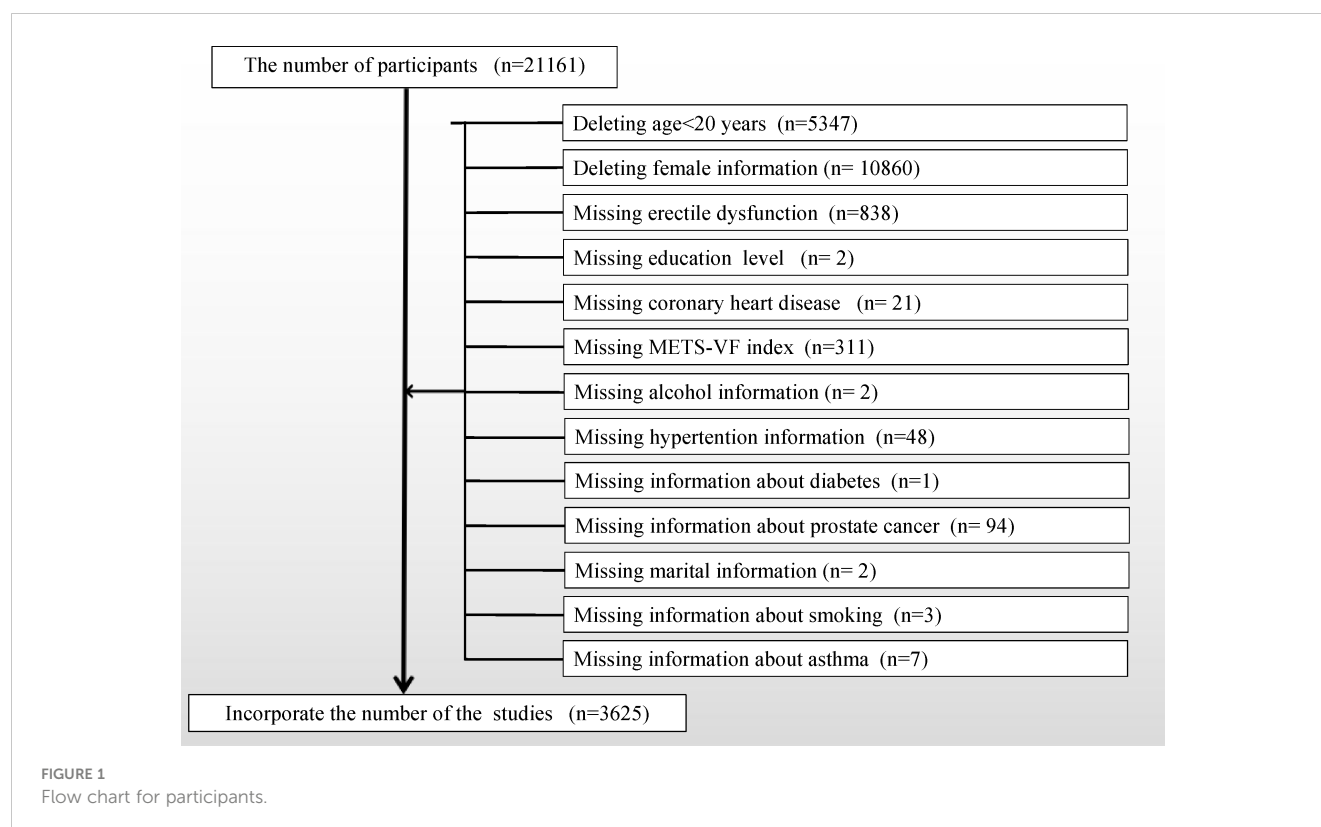 The number of participants (n=21161)
Deleting age<20 years (n=5347)
Deleting female information (n= 10860)
Missing erectile dysfunction (n=838)
Missing education level (n= 2)
Missing coronary heart disease (n= 21)
Missing METS-VF index (n=311)
Missing alcohol information (n= 2)
Missing hypertention information (n=48)
Missing information about diabetes (n=1)
Missing information about prostate cancer (n= 94)
Missing marital information (n= 2)
Missing information about smoking (n=3)
Missing information about asthma (n=7)
Incorporate the number of the studies (n=3625)
FIGURE 1
Flow chart for participants.